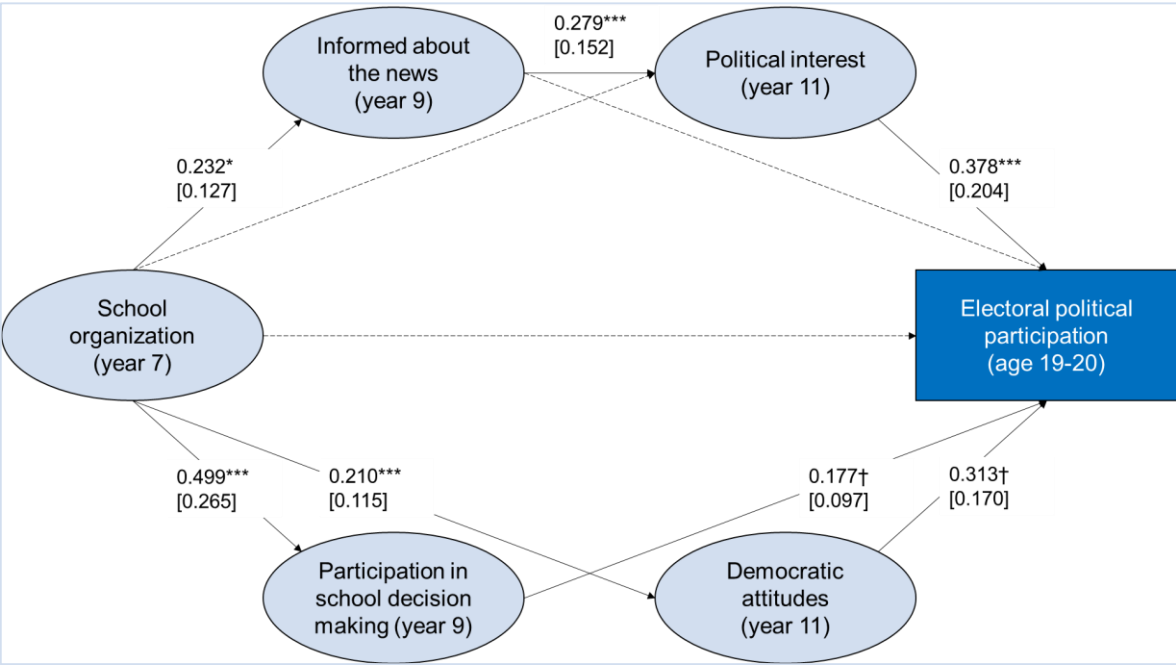 Informed about
the news
(year 9)
0.279***
[0.152]
Political interest
(year 11)
0.232*
[0.127]
0.378***
[0.204]
School
organization
(year 7)
Electoral political
participation
(age 19-20)
0.499***
[0.265]
0.210***
[0.115]
0.177†
[0.097]
0.313†
[0.170]
Participation in
school decision
making (year 9)
Democratic
attitudes
(year 11)